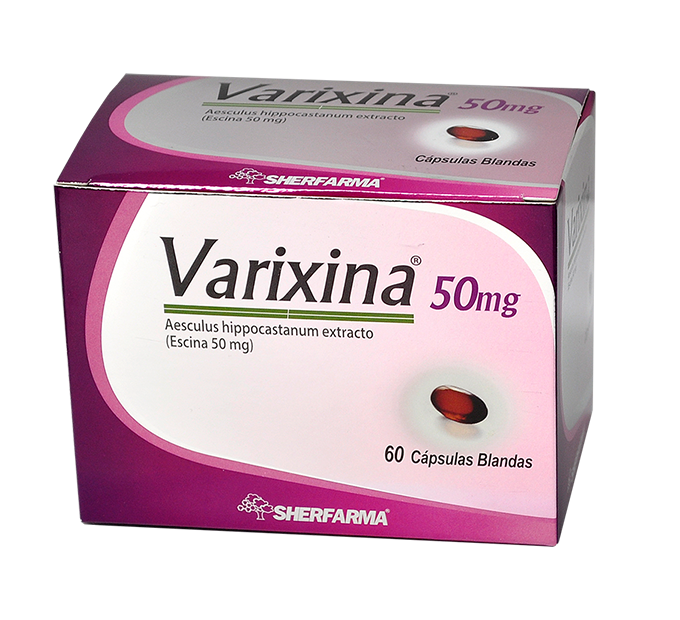 Varixina® 50mg
Aesculus hippocastanum extracto
(Escina 50 mg)
Cápsulas Blandas
SHERFARMA®
Varixina® 50mg
Aesculus hippocastanum extracto
(Escina 50 mg)
60 Cápsulas Blandas
SHERFARMA®